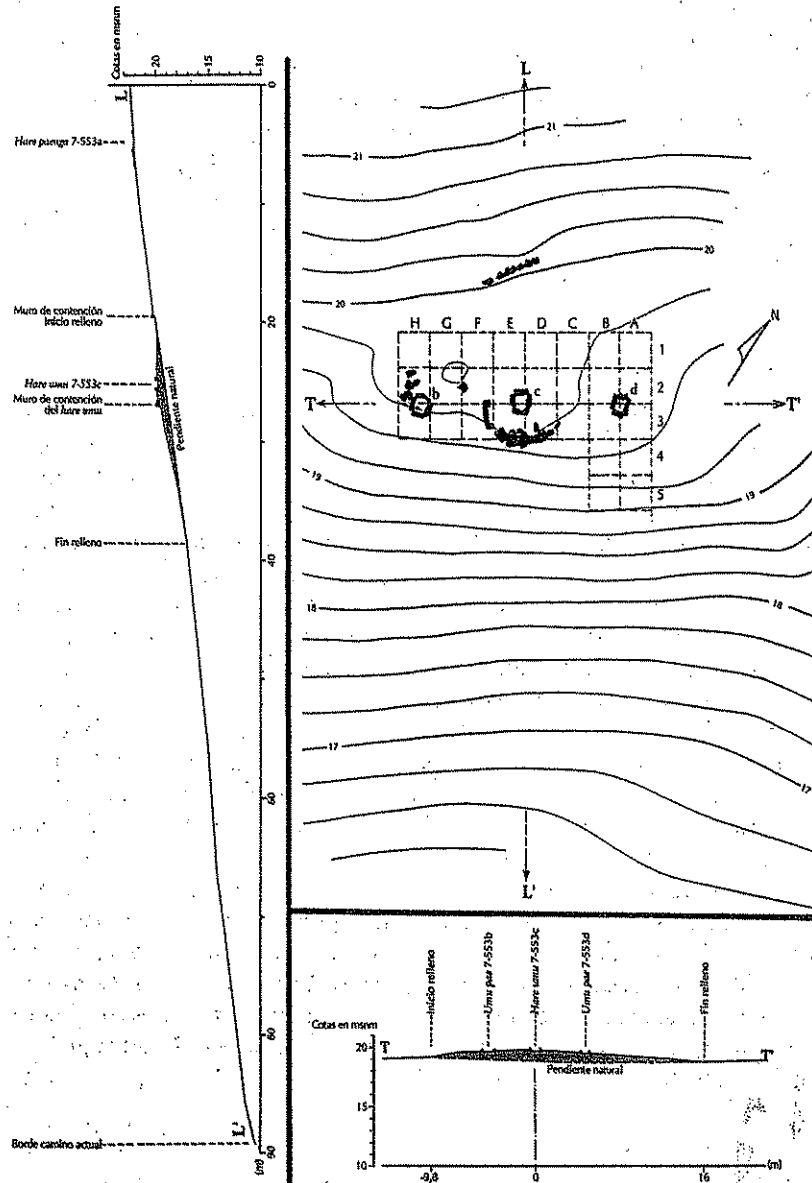 Cotas en msnm
20
15
10
L
0
Hare paenga 7-553a
Muro de contención
Inicio relleno
20
Hare umu 7-553c
Muro de contención
del hare umu
Pendiente natural
Fin relleno
40
60
80
Borde camino actual
L'
90
(m)
L
21
21
20
20
H G F E D C B A
1
2
3
4
5
N
b
c
d
T
T'
19
19
18
18
17
17
L'
Inicio relleno
Umu pae 7-553b
Hare umu 7-553c
Umu pae 7-553d
Fin relleno
Cotas en msnm
20
15
10
T
T'
Pendiente natural
-9,8
0
16
(m)